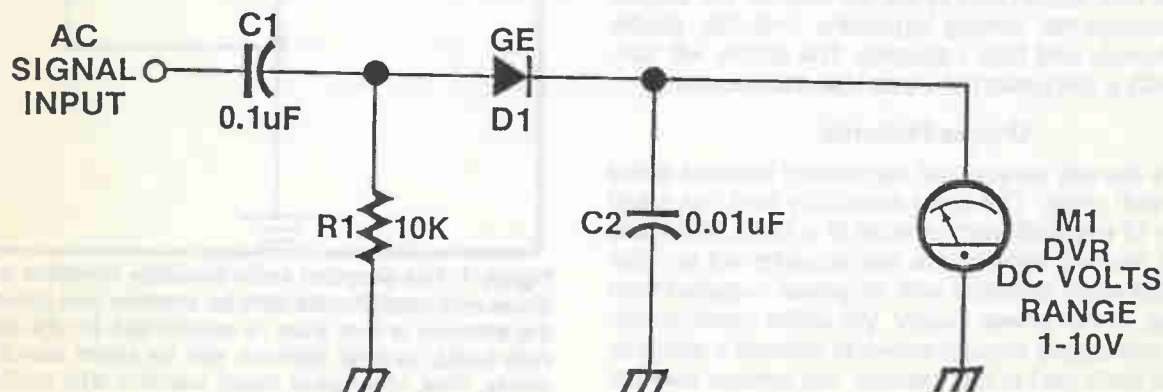 AC
SIGNAL
INPUT
C1
0.1uF
GE
D1
R1 10K
C2 0.01uF
M1
DVR
DC VOLTS
RANGE
1-10V